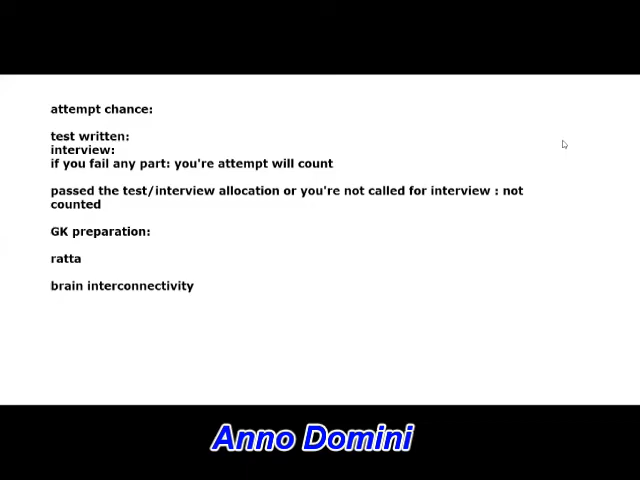 attempt chance:
test written:
interview:
if you fail any part: you're attempt will count
passed the test/interview allocation or you're not called for interview : not
counted
GK preparation:
ratta
brain interconnectivity
Anno Domini